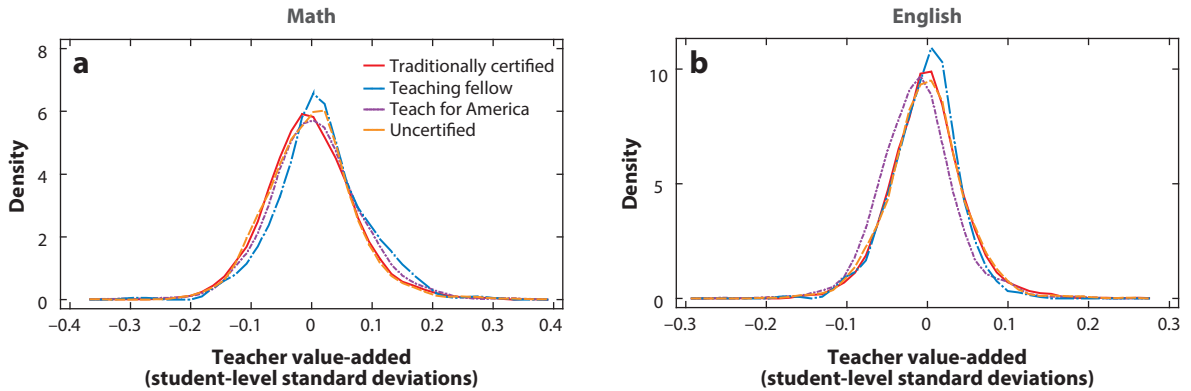 Math
English
a
8
6
4
2
0
Density
Traditionally certified
Teaching fellow
Teach for America
Uncertified
−0.4 −0.3 −0.2 −0.1 0 0.1 0.2 0.3 0.4
Teacher value-added
(student-level standard deviations)
b
10
5
0
Density
−0.3 −0.2 −0.1 0 0.1 0.2 0.3
Teacher value-added
(student-level standard deviations)